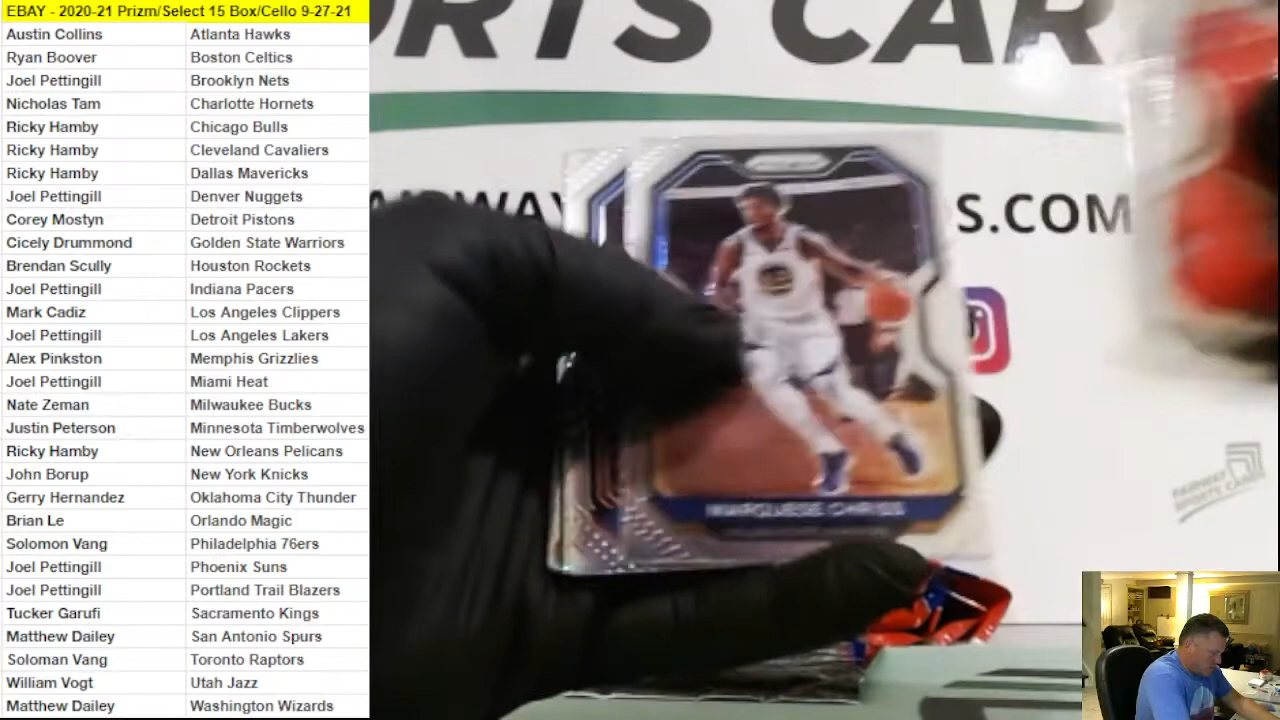 EBAY - 2020-21 Prizm/Select 15 Box/Cello 9-27-21
Austin Collins Atlanta Hawks
Ryan Boover Boston Celtics
Joel Pettingill Brooklyn Nets
Nicholas Tam Charlotte Hornets
Ricky Hamby Chicago Bulls
Ricky Hamby Cleveland Cavaliers
Ricky Hamby Dallas Mavericks
Joel Pettingill Denver Nuggets
Corey Mostyn Detroit Pistons
Cicely Drummond Golden State Warriors
Brendan Scully Houston Rockets
Joel Pettingill Indiana Pacers
Mark Cadiz Los Angeles Clippers
Joel Pettingill Los Angeles Lakers
Alex Pinkston Memphis Grizzlies
Joel Pettingill Miami Heat
Nate Zeman Milwaukee Bucks
Justin Peterson Minnesota Timberwolves
Ricky Hamby New Orleans Pelicans
John Borup New York Knicks
Gerry Hernandez Oklahoma City Thunder
Brian Le Orlando Magic
Solomon Vang Philadelphia 76ers
Joel Pettingill Phoenix Suns
Joel Pettingill Portland Trail Blazers
Tucker Garufi Sacramento Kings
Matthew Dailey San Antonio Spurs
Soloman Vang Toronto Raptors
William Vogt Utah Jazz
Matthew Dailey Washington Wizards
ORTS CAR
S.COM
MARQUESE CHRISS
FAIRWAY
SPORTS CARDS